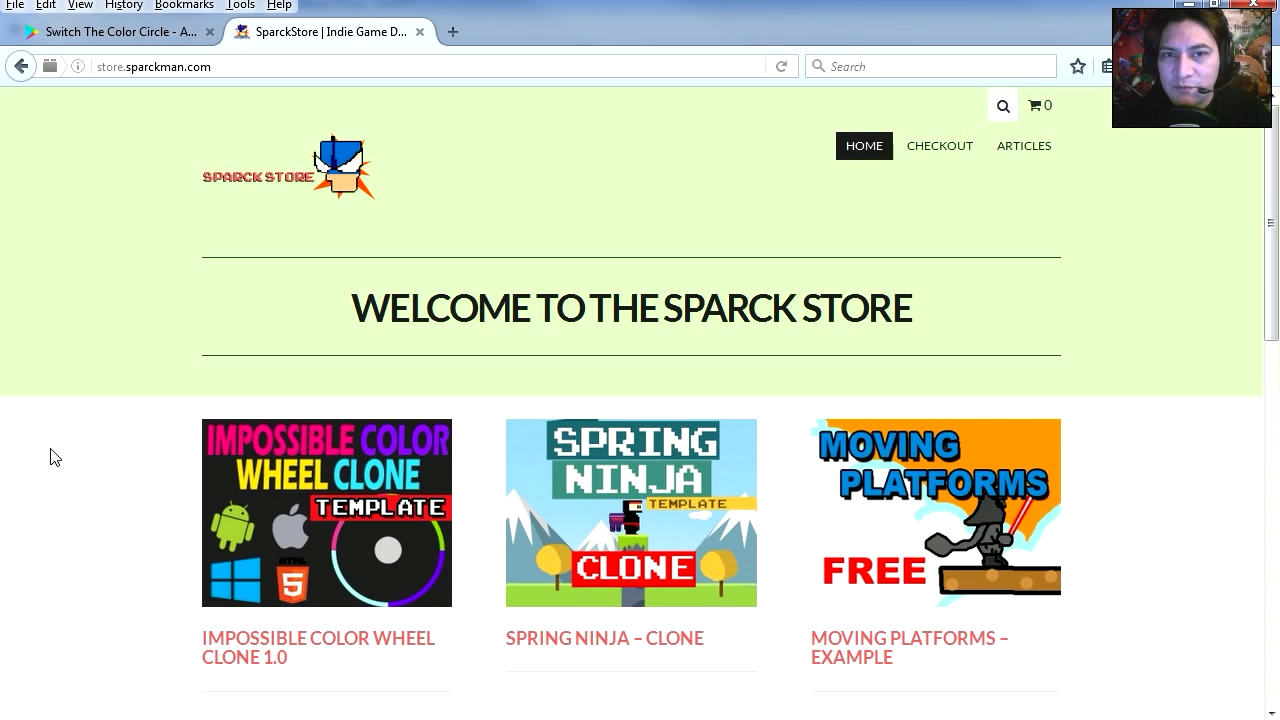 File Edit View History Bookmarks Tools Help
Switch The Color Circle - A...
SparckStore | Indie Game D...
store.sparckman.com
Search
0
SPARCK STORE
HOME CHECKOUT ARTICLES
WELCOME TO THE SPARCK STORE
IMPOSSIBLE COLOR
WHEEL CLONE
TEMPLATE
HTML
5
SPRING
NINJA
TEMPLATE
CLONE
MOVING
PLATFORMS
FREE
IMPOSSIBLE COLOR WHEEL
CLONE 1.0
SPRING NINJA – CLONE
MOVING PLATFORMS –
EXAMPLE